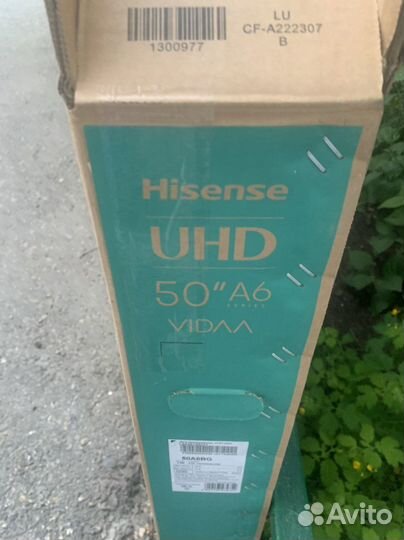 1300977
LU
CF-A222307
B
Hisense
UHD
50" A6
SERIES
VIDAA
50A6BG
Avito